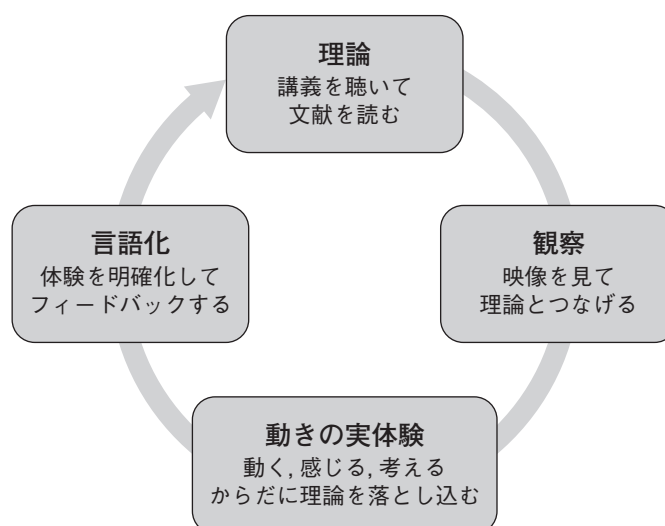 理論
講義を聴いて
文献を読む
観察
映像を見て
理論とつなげる
動きの実体験
動く, 感じる, 考える
からだに理論を落とし込む
言語化
体験を明確化して
フィードバックする